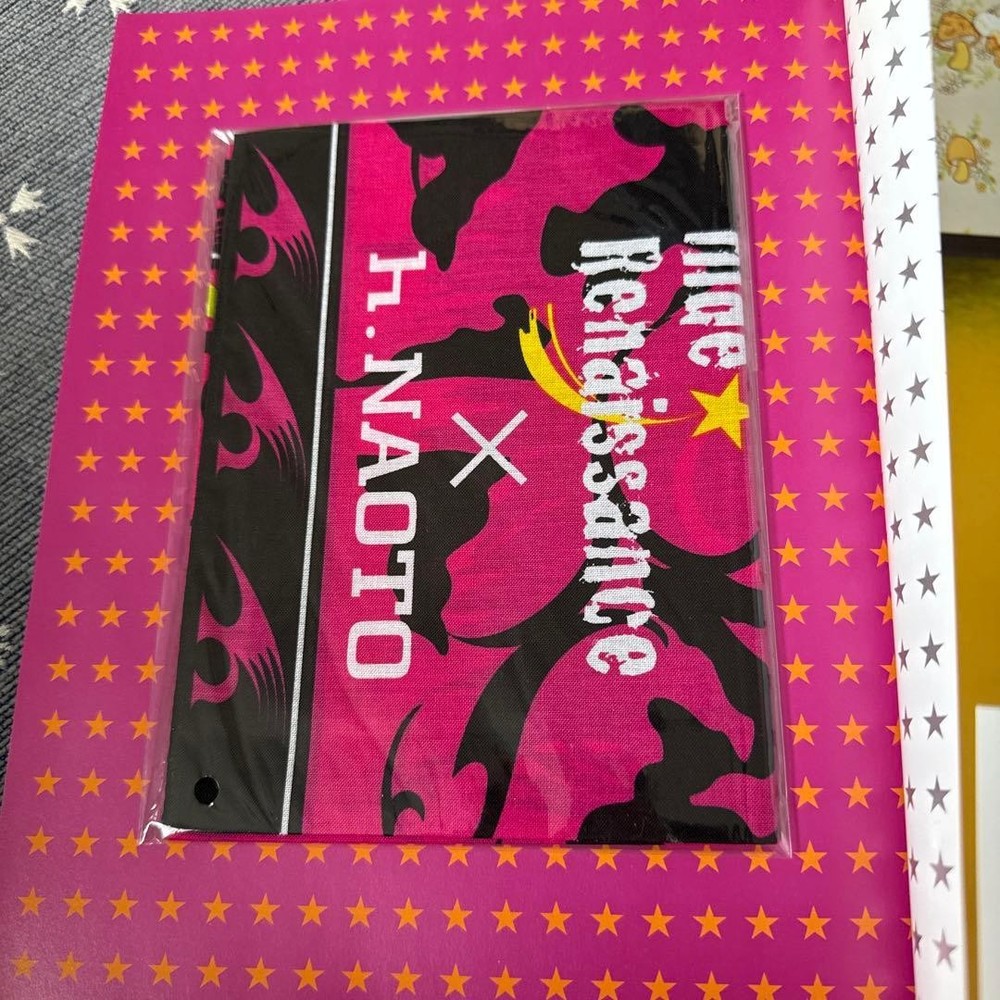 Renaissance
×
h.NAOTO